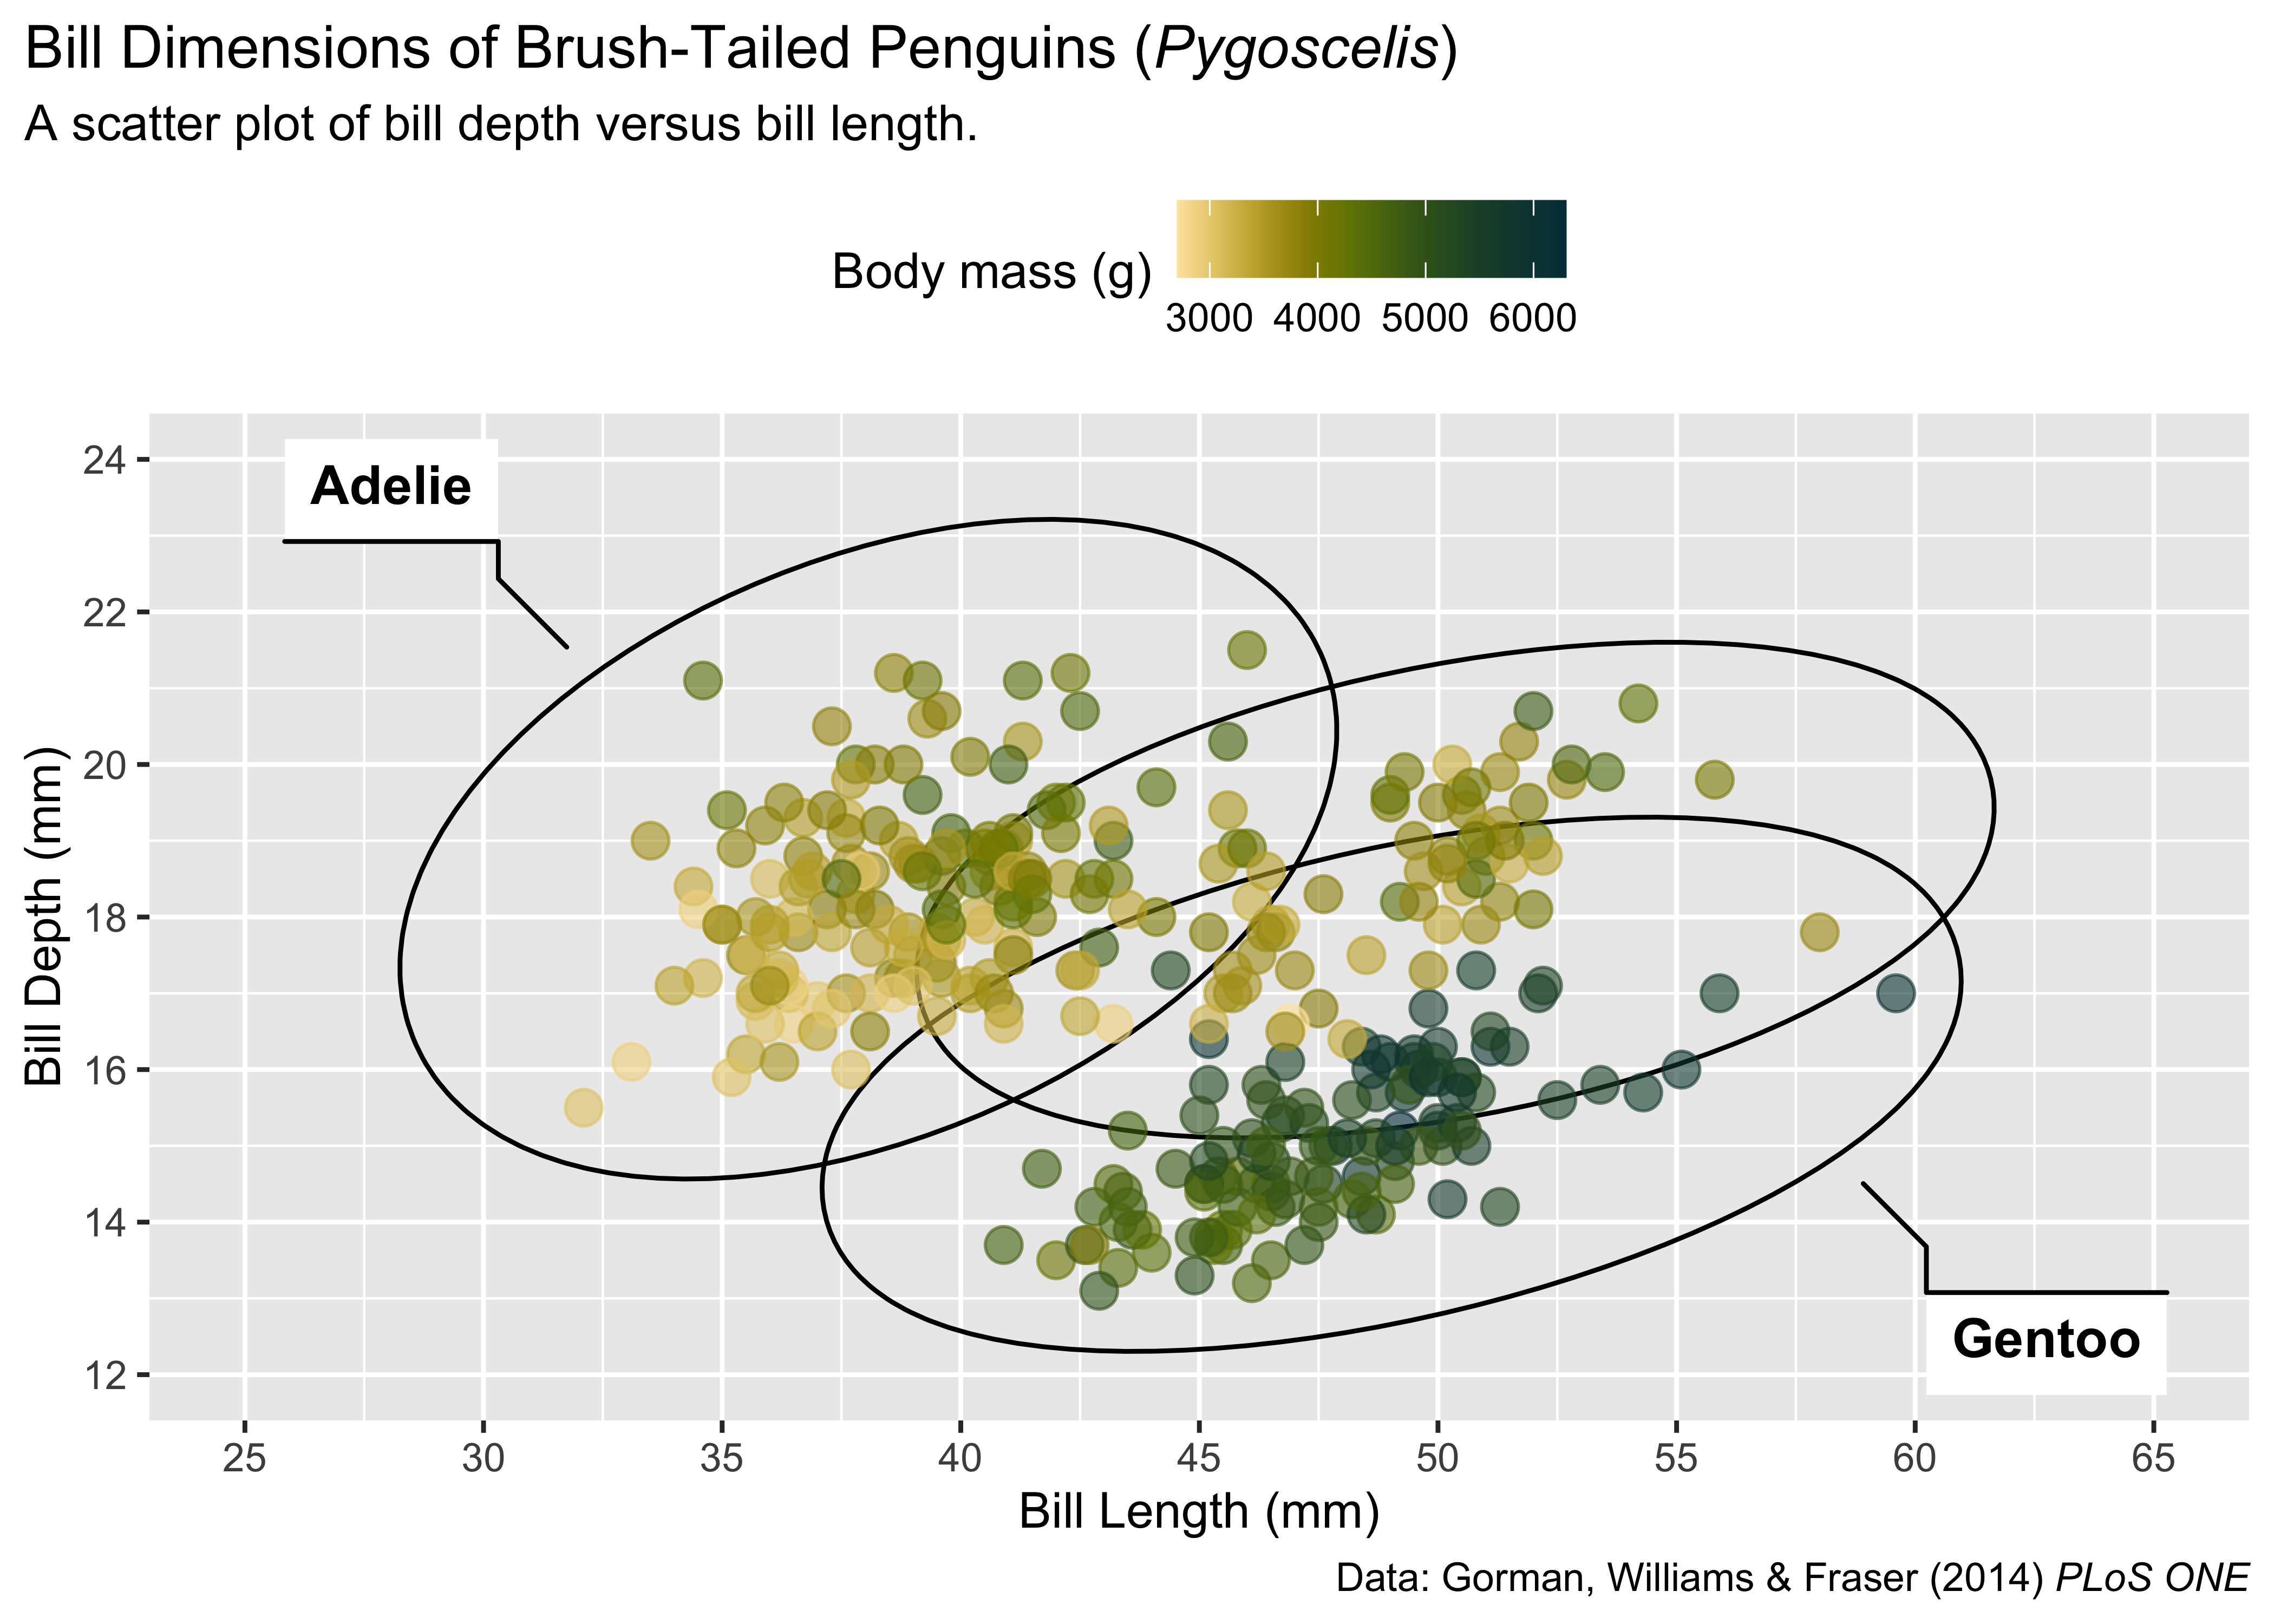 Bill Dimensions of Brush-Tailed Penguins (Pygoscelis)
A scatter plot of bill depth versus bill length.
Body mass (g)
3000 4000 5000 6000
Adelie
Gentoo
Bill Depth (mm)
24
22
20
18
16
14
12
25 30 35 40 45 50 55 60 65
Bill Length (mm)
Data: Gorman, Williams & Fraser (2014) PLoS ONE